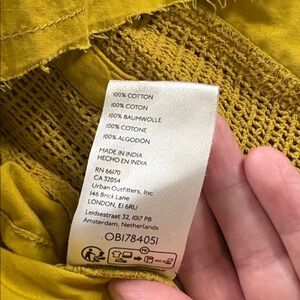 100% COTTON
100% COTON
100% BAUMWOLLE
100% COTONE
100% ALGODÓN
MADE IN INDIA
HECHO EN INDIA
RN 66170
CA 32054
Urban Outfitters, Inc.
146 Brick Lane
LONDON, E1 6RU
Leidsestraat 32, 1017 PB
Amsterdam, Netherlands
OB1784051